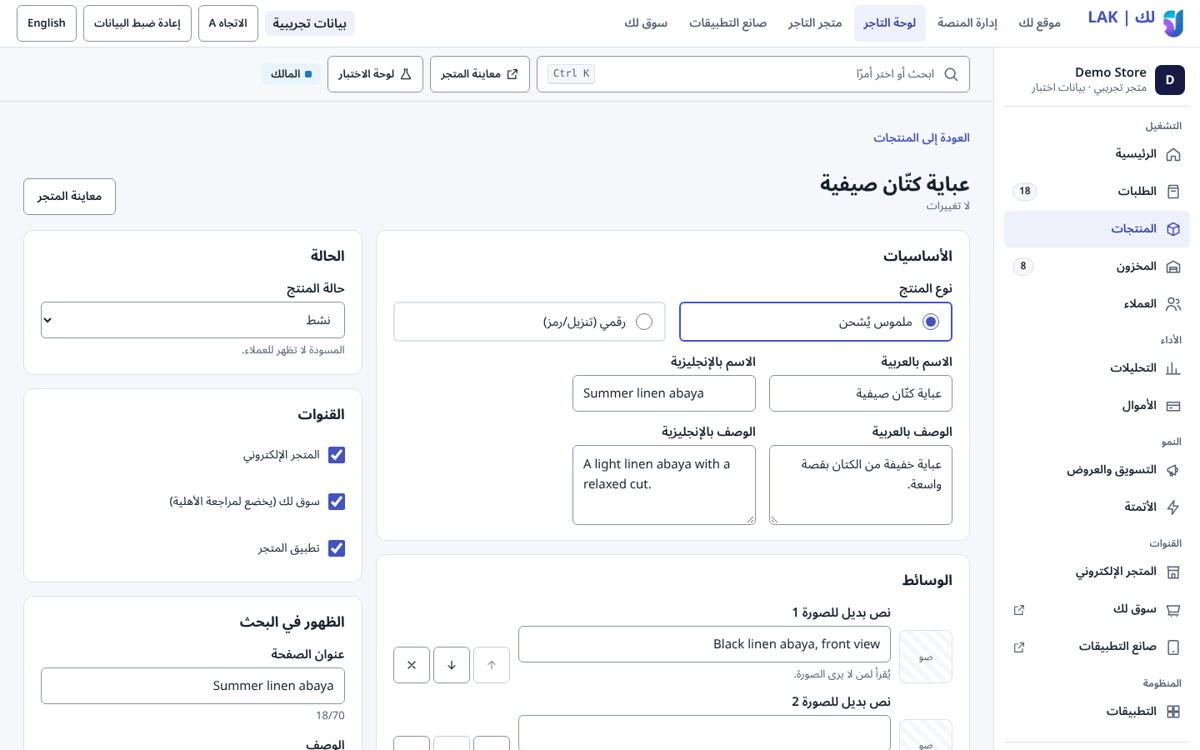 لك | LAK
موقع لك
إدارة المنصة
لوحة التاجر
متجر التاجر
صانع التطبيقات
سوق لك
بيانات تجريبية
الاتجاه A
إعادة ضبط البيانات
English
D
Demo Store
متجر تجريبي · بيانات اختبار
التشغيل
الرئيسية
الطلبات
18
المنتجات
المخزون
8
العملاء
الأداء
التحليلات
الأموال
النمو
التسويق والعروض
الأتمتة
القنوات
المتجر الإلكتروني
سوق لك
صانع التطبيقات
المنظومة
التطبيقات
ابحث أو اختر أمرًا
Ctrl K
معاينة المتجر
لوحة الاختبار
المالك
العودة إلى المنتجات
عباية كتّان صيفية
لا تغييرات
معاينة المتجر
الأساسيات
نوع المنتج
ملموس يُشحن
رقمي (تنزيل/رمز)
الاسم بالعربية
الاسم بالإنجليزية
عباية كتّان صيفية
Summer linen abaya
الوصف بالعربية
الوصف بالإنجليزية
عباية خفيفة من الكتان بقصة
واسعة.
A light linen abaya with a
relaxed cut.
الوسائط
نص بديل للصورة 1
صو
Black linen abaya, front view
يُقرأ لمن لا يرى الصورة.
نص بديل للصورة 2
صو
الحالة
حالة المنتج
نشط
المسودة لا تظهر للعملاء.
القنوات
المتجر الإلكتروني
سوق لك (يخضع لمراجعة الأهلية)
تطبيق المتجر
الظهور في البحث
عنوان الصفحة
Summer linen abaya
18/70
الوصف